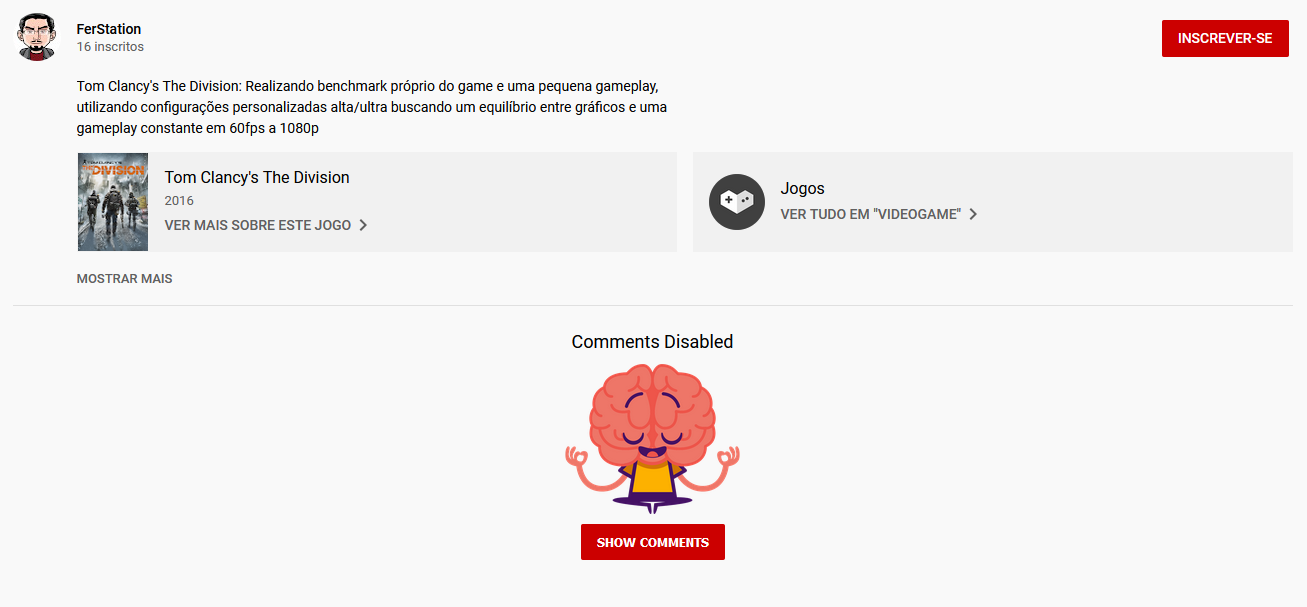 FerStation
16 inscritos
INSCREVER-SE
Tom Clancy's The Division: Realizando benchmark próprio do game e uma pequena gameplay,
utilizando configurações personalizadas alta/ultra buscando um equilíbrio entre gráficos e uma
gameplay constante em 60fps a 1080p
TOM CLANCY'S
THE DIVISION
Tom Clancy's The Division
2016
VER MAIS SOBRE ESTE JOGO
Jogos
VER TUDO EM "VIDEOGAME"
MOSTRAR MAIS
Comments Disabled
SHOW COMMENTS